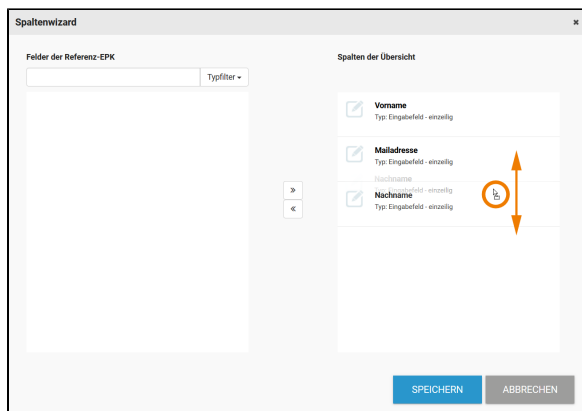 Spaltenwizard
×
Felder der Referenz-EPK
Typfilter
Spalten der Übersicht
Vorname
Typ: Eingabefeld - einzeilig
Mailadresse
Typ: Eingabefeld - einzeilig
Nachname
Typ: Eingabefeld - einzeilig
Nachname
Typ: Eingabefeld - einzeilig
»
«
SPEICHERN
ABBRECHEN